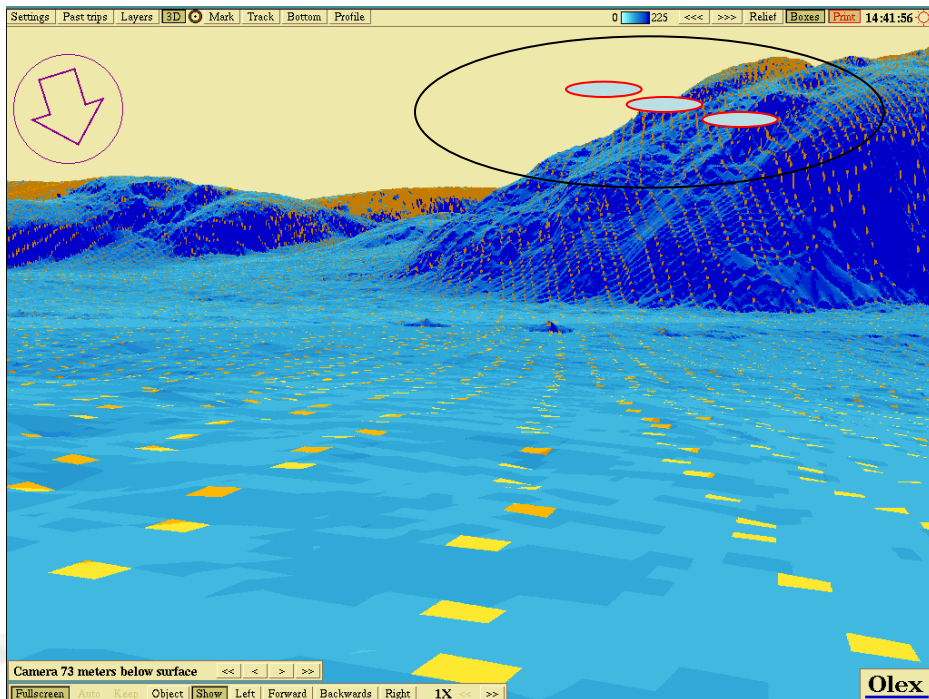 Settings Past trips Layers 3D Mark Track Bottom Profile 0 225 <<< >>> Relief Boxes Print 14:41:56
Camera 73 meters below surface << < > >>
Fullscreen Auto Keep Object Show Left Forward Backwards Right 1X << >>
Olex